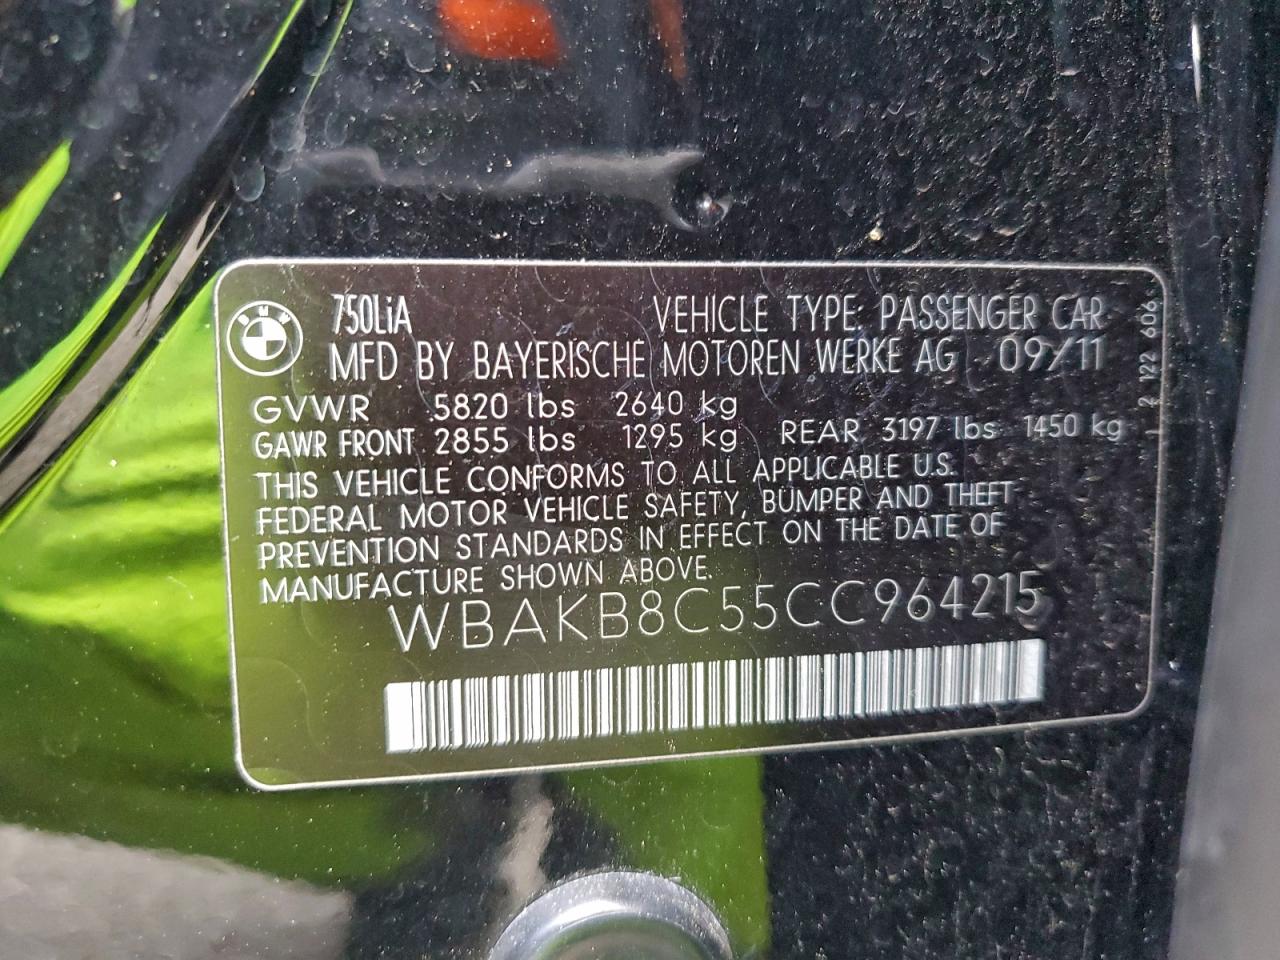 BMW
750LiA VEHICLE TYPE: PASSENGER CAR
MFD BY BAYERISCHE MOTOREN WERKE AG 09/11
GVWR 5820 lbs 2640 kg
GAWR FRONT 2855 lbs 1295 kg REAR 3197 lbs 1450 kg
THIS VEHICLE CONFORMS TO ALL APPLICABLE U.S.
FEDERAL MOTOR VEHICLE SAFETY, BUMPER AND THEFT
PREVENTION STANDARDS IN EFFECT ON THE DATE OF
MANUFACTURE SHOWN ABOVE.
WBAKB8C55CC964215
1 2 122 606